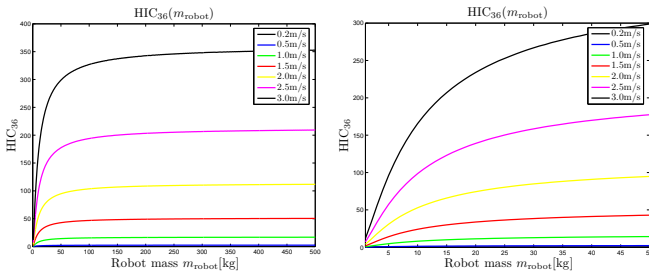 HIC36(mrobot)
400
350
300
250
200
150
100
50
0
0 50 100 150 200 250 300 350 400 450 500
HIC36
Robot mass mrobot[kg]
0.2m/s
0.5m/s
1.0m/s
1.5m/s
2.0m/s
2.5m/s
3.0m/s
HIC36(mrobot)
300
250
200
150
100
50
0
5 10 15 20 25 30 35 40 45 50
HIC36
Robot mass mrobot[kg]
0.2m/s
0.5m/s
1.0m/s
1.5m/s
2.0m/s
2.5m/s
3.0m/s